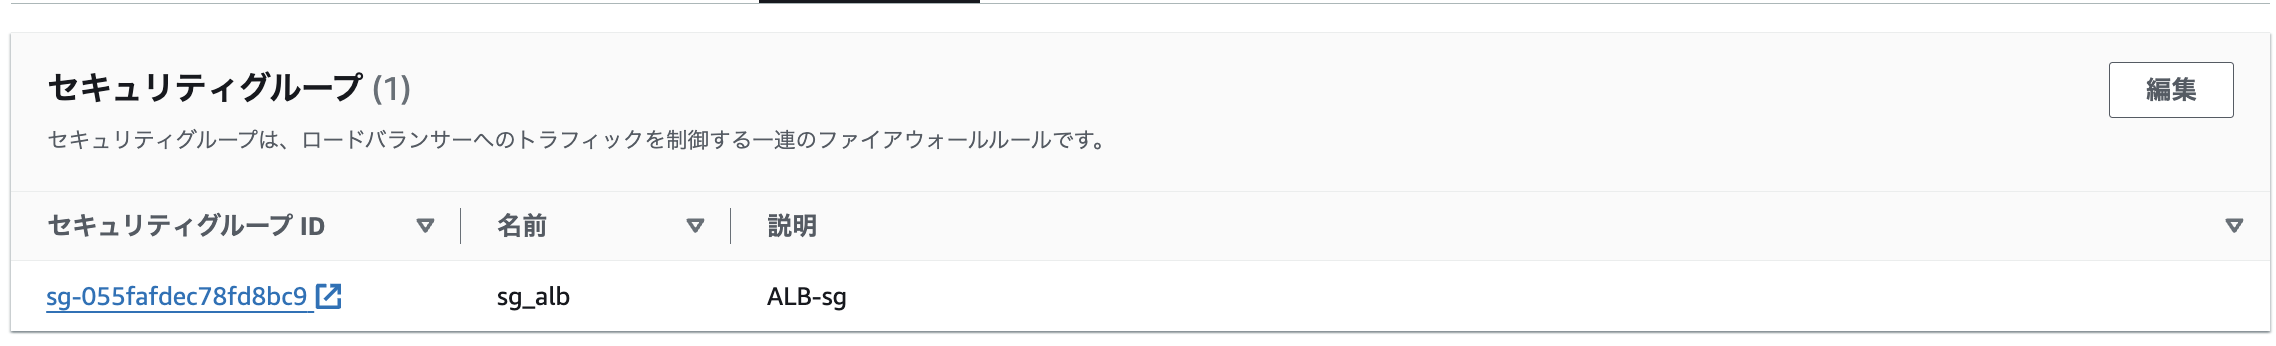 セキュリティグループ (1)
編集
セキュリティグループは、ロードバランサーへのトラフィックを制御する一連のファイアウォールルールです。
セキュリティグループ ID 名前 説明
sg-055fafdec78fd8bc9 sg_alb ALB-sg